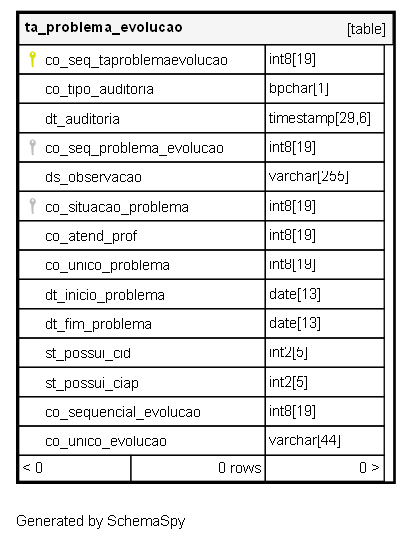 ta_problema_evolucao [table]
co_seq_taproblemaevolucao int8[19]
co_tipo_auditoria bpchar[1]
dt_auditoria timestamp[29,6]
co_seq_problema_evolucao int8[19]
ds_observacao varchar[255]
co_situacao_problema int8[19]
co_atend_prof int8[19]
co_unico_problema int8[19]
dt_inicio_problema date[13]
dt_fim_problema date[13]
st_possui_cid int2[5]
st_possui_ciap int2[5]
co_sequencial_evolucao int8[19]
co_unico_evolucao varchar[44]
< 0 0 rows 0 >
Generated by SchemaSpy